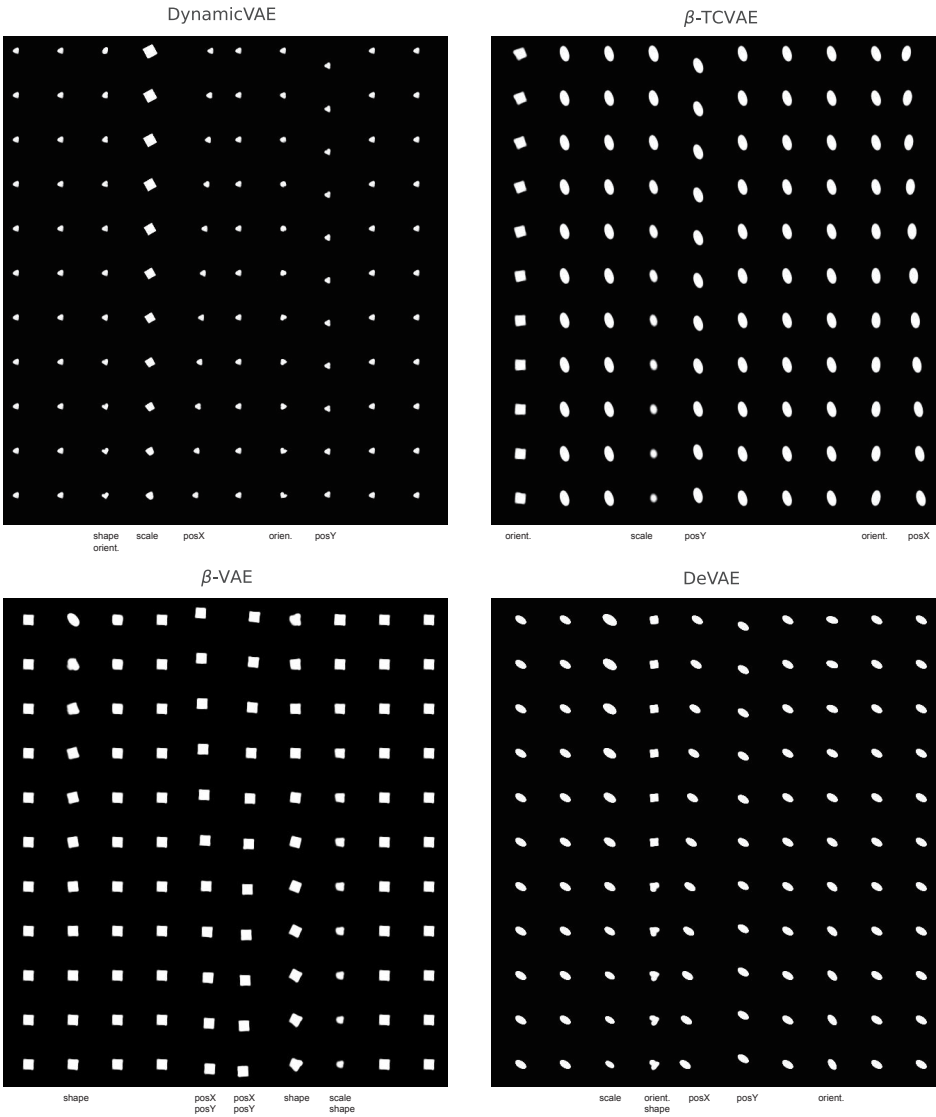 DynamicVAE
β-TCVAE
shape scale posX orien. posY
orient.
orient. scale posY orient. posX
β-VAE
DeVAE
shape posX posX shape scale
posY posY shape
scale orient. posX posY orient.
shape